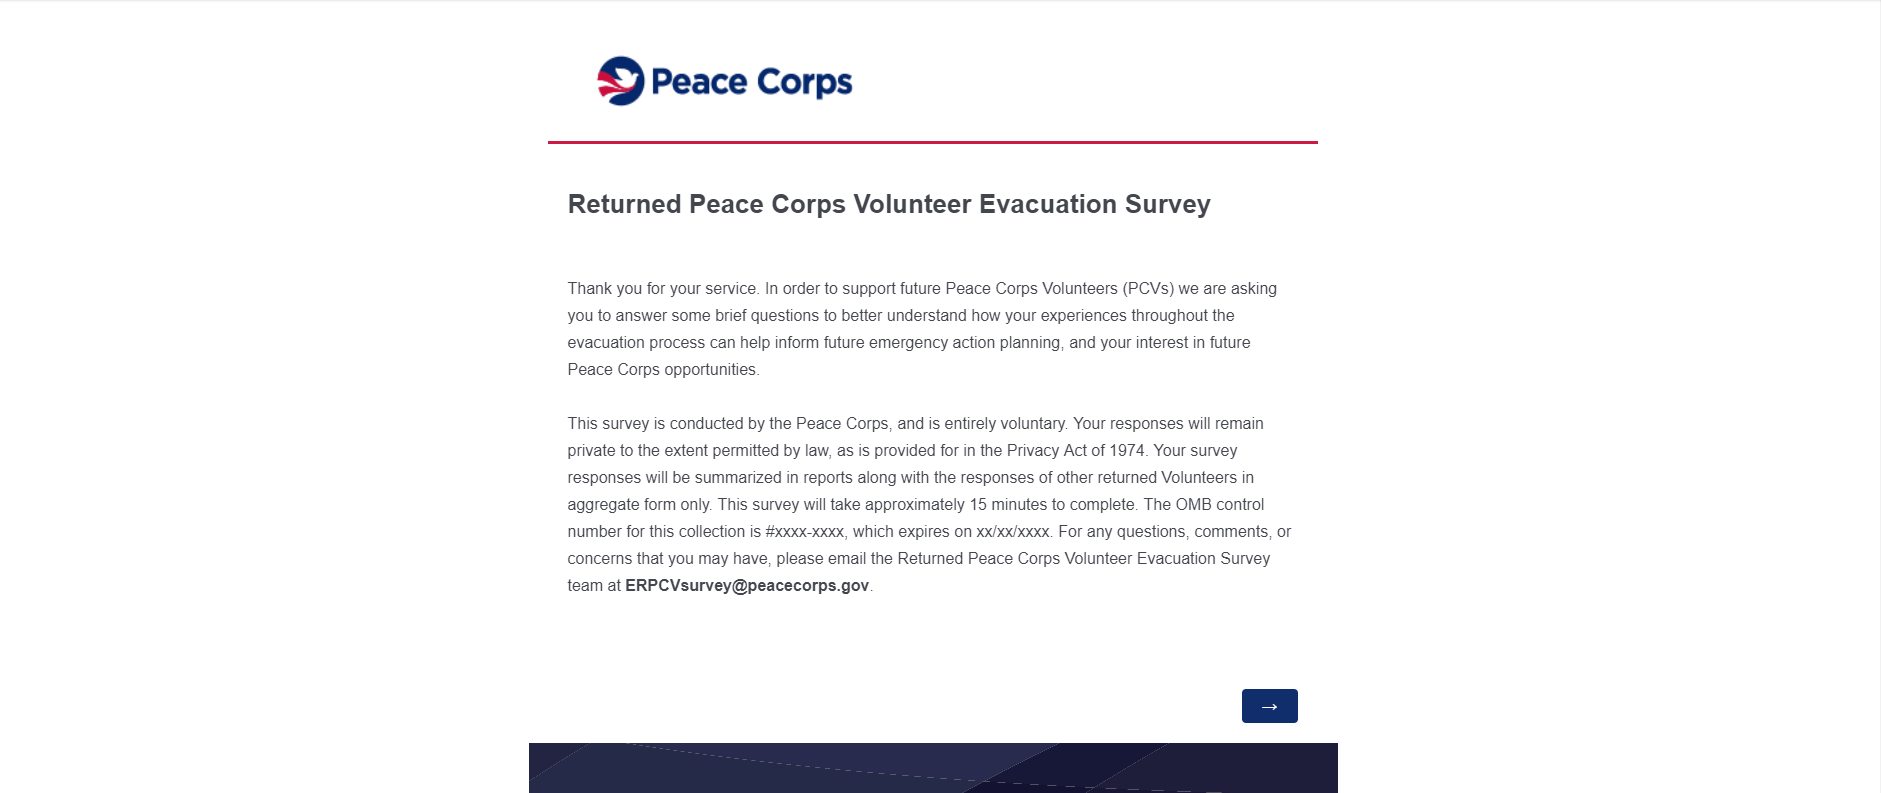 Peace Corps
Returned Peace Corps Volunteer Evacuation Survey
Thank you for your service. In order to support future Peace Corps Volunteers (PCVs) we are asking
you to answer some brief questions to better understand how your experiences throughout the
evacuation process can help inform future emergency action planning, and your interest in future
Peace Corps opportunities.
This survey is conducted by the Peace Corps, and is entirely voluntary. Your responses will remain
private to the extent permitted by law, as is provided for in the Privacy Act of 1974. Your survey
responses will be summarized in reports along with the responses of other returned Volunteers in
aggregate form only. This survey will take approximately 15 minutes to complete. The OMB control
number for this collection is #xxxx-xxxx, which expires on xx/xx/xxxx. For any questions, comments, or
concerns that you may have, please email the Returned Peace Corps Volunteer Evacuation Survey
team at ERPCVsurvey@peacecorps.gov.
→